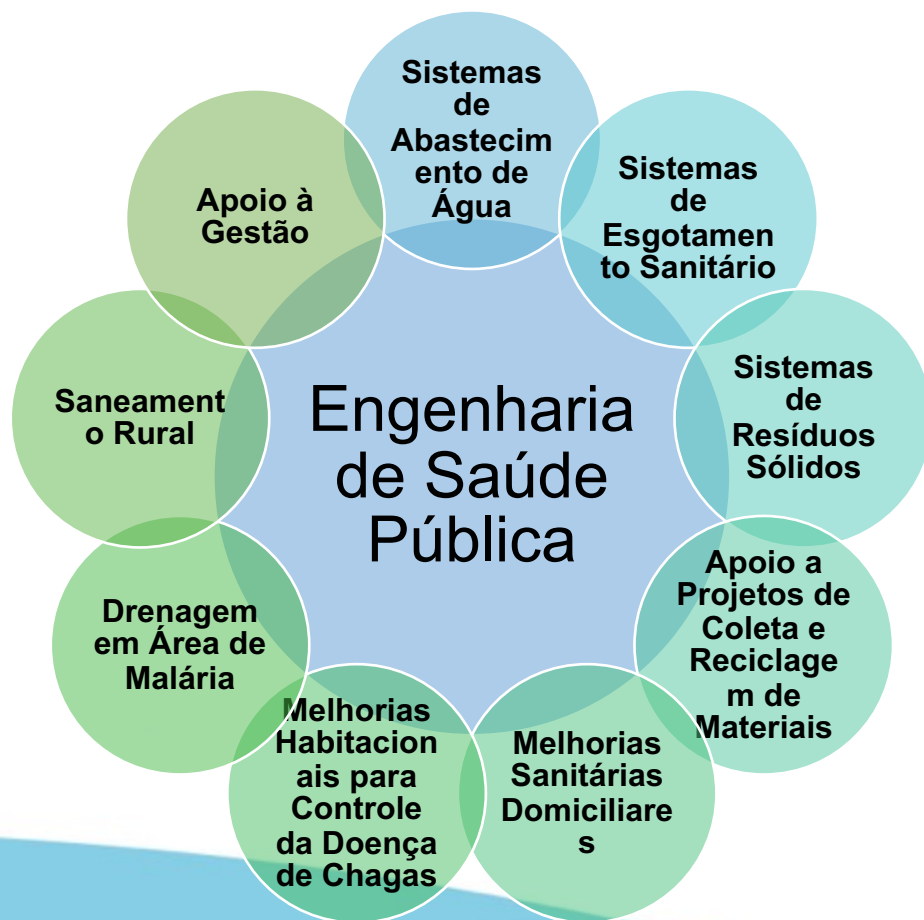 Sistemas
de
Abastecim
ento de
Água
Sistemas
de
Esgotamen
to Sanitário
Sistemas
de
Resíduos
Sólidos
Apoio a
Projetos de
Coleta e
Reciclage
m de
Materiais
Melhorias
Sanitárias
Domiciliare
s
Melhorias
Habitacion
ais para
Controle
da Doença
de Chagas
Drenagem
em Área de
Malária
Saneament
o Rural
Apoio à
Gestão
Engenharia
de Saúde
Pública